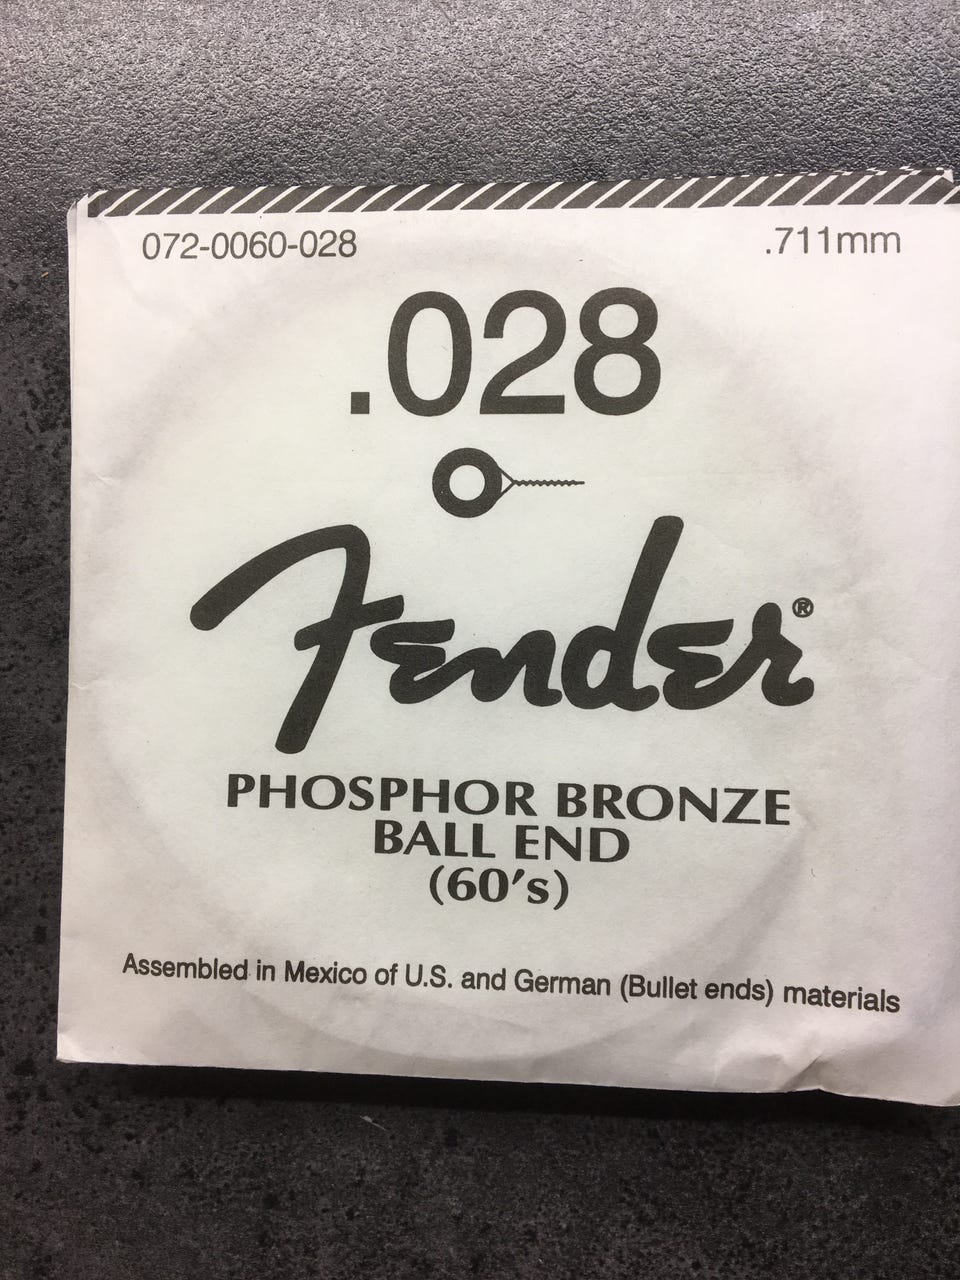 072-0060-028 .711mm
.028
Fender®
PHOSPHOR BRONZE
BALL END
(60's)
Assembled in Mexico of U.S. and German (Bullet ends) materials